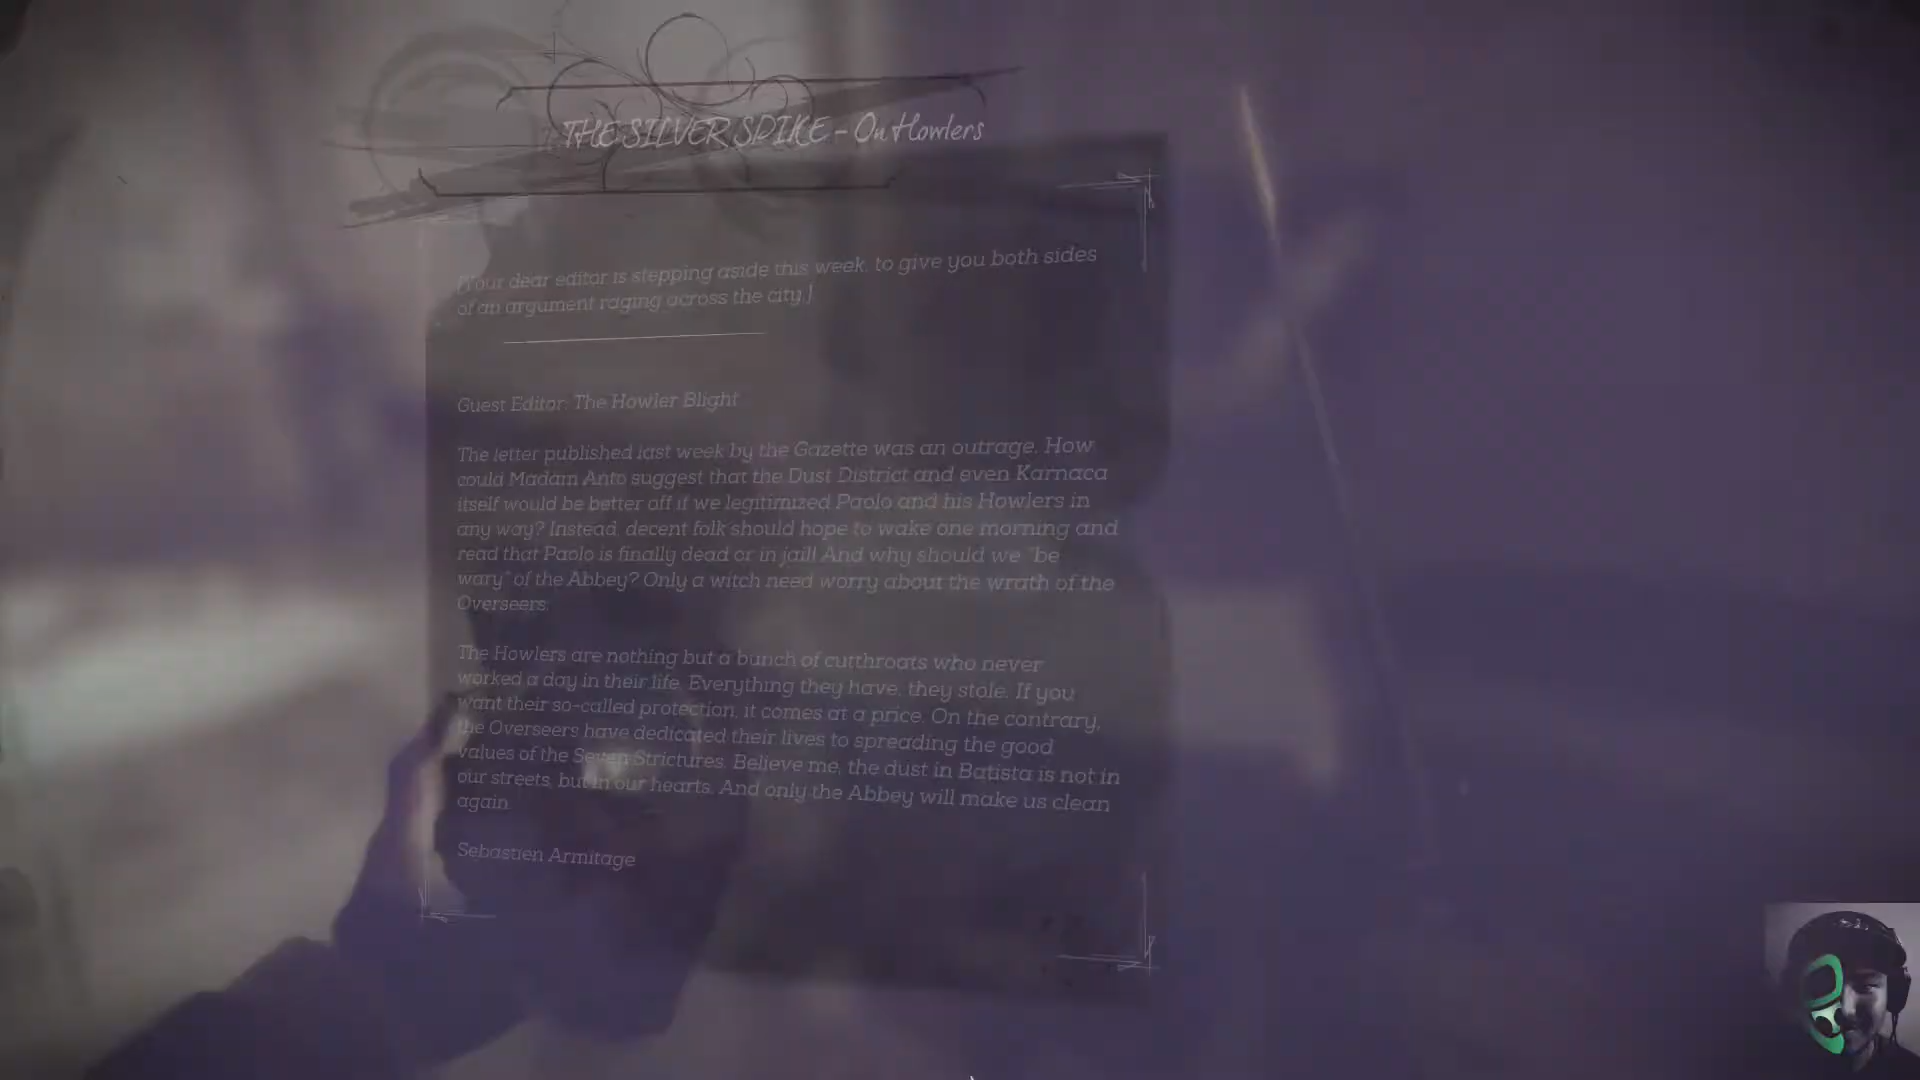 THE SILVER SPIKE - On Howlers
[Your dear editor is stepping aside this week, to give you both sides
of an argument raging across the city.]
Guest Editor: The Howler Blight
The letter published last week by the Gazette was an outrage. How
could Madam Anto suggest that the Dust District and even Karnaca
itself would be better off if we legitimized Paolo and his Howlers in
any way? Instead, decent folk should hope to wake one morning and
read that Paolo is finally dead or in jail! And why should we "be
wary" of the Abbey? Only a witch need worry about the wrath of the
Overseers.
The Howlers are nothing but a bunch of cutthroats who never
worked a day in their life. Everything they have, they stole. If you
want their so-called protection, it comes at a price. On the contrary,
the Overseers have dedicated their lives to spreading the good
values of the Seven Strictures. Believe me, the dust in Batista is not in
our streets, but in our hearts. And only the Abbey will make us clean
again.
Sebastien Armitage